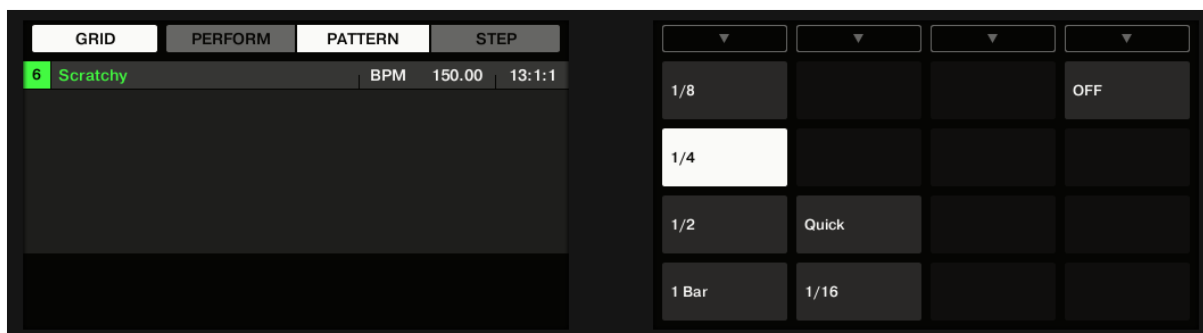 GRID PERFORM PATTERN STEP
6 Scratchy BPM 150.00 13:1:1
1/8 OFF
1/4
1/2 Quick
1 Bar 1/16